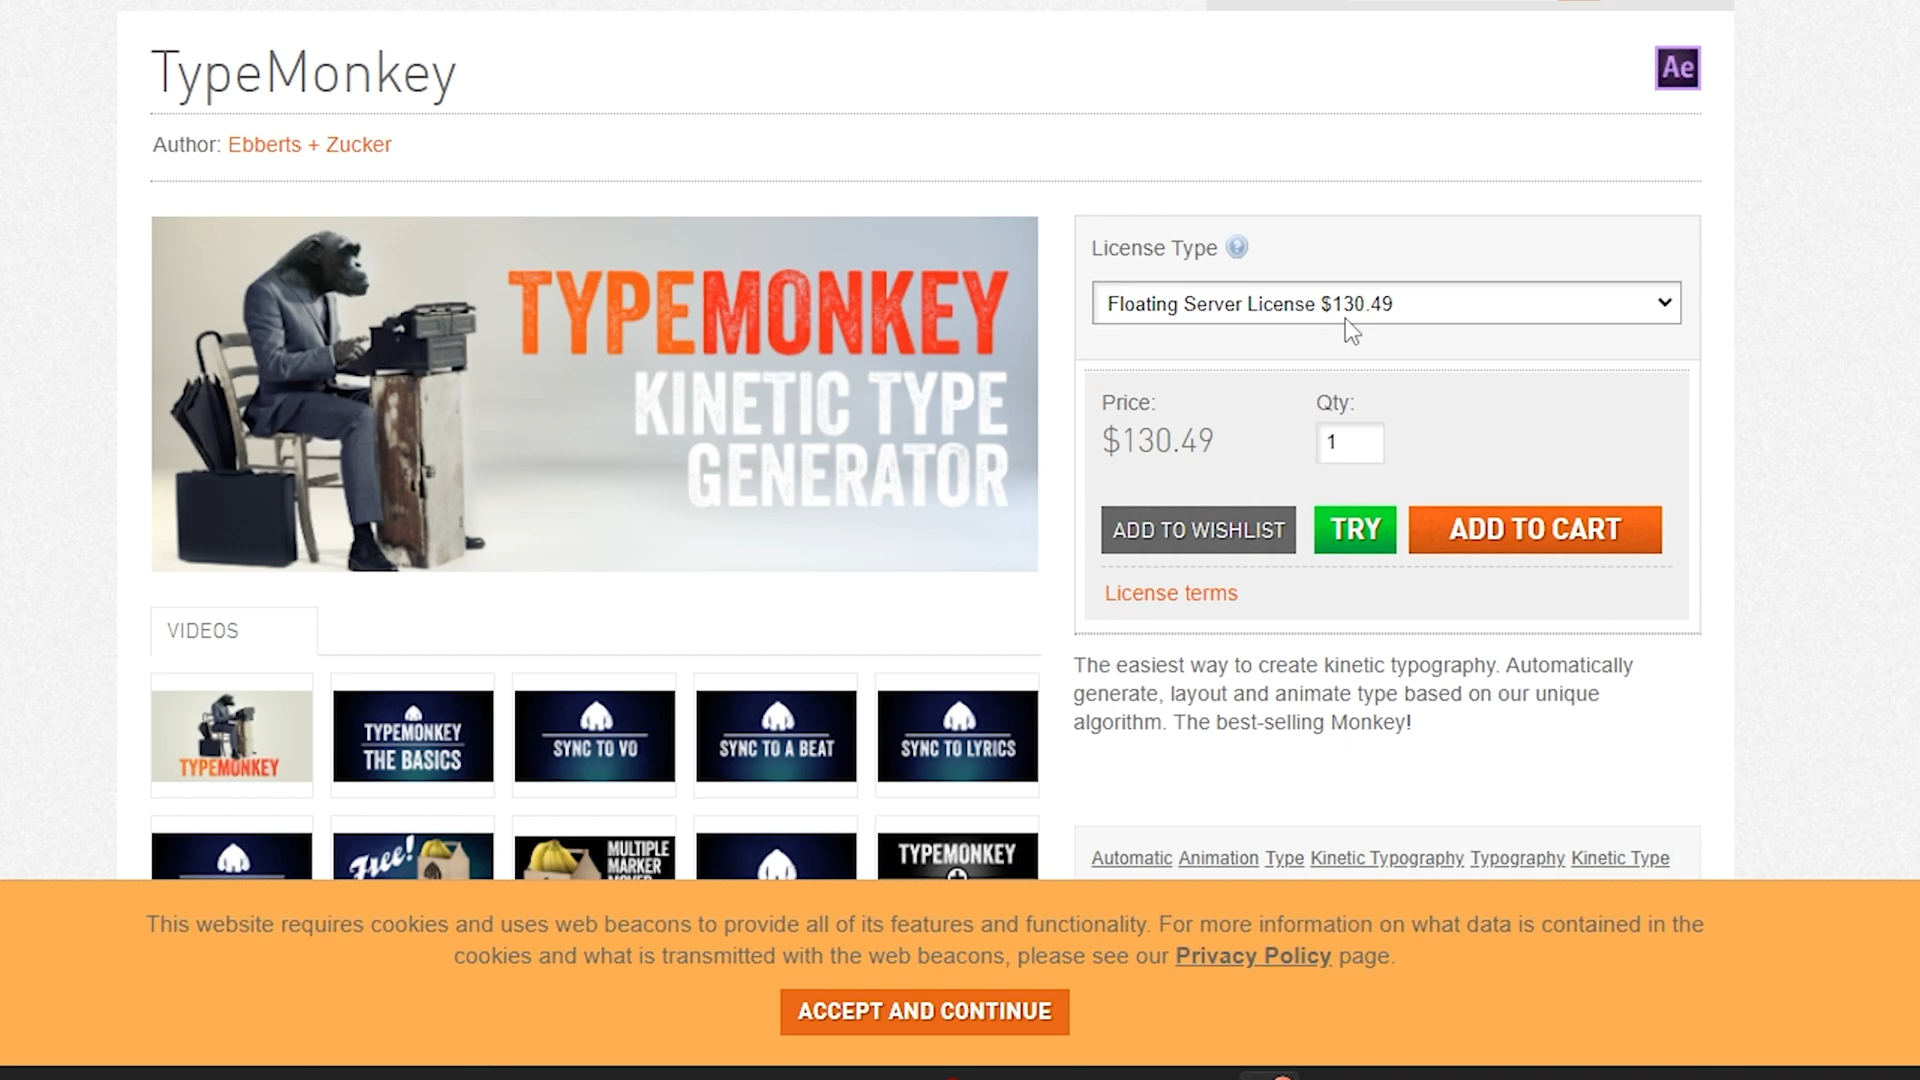 TypeMonkey
Ae
Author: Ebberts + Zucker
TYPEMONKEY
KINETIC TYPE
GENERATOR
License Type ?
Floating Server License $130.49
Price:
Qty:
$130.49
1
ADD TO WISHLIST
TRY
ADD TO CART
License terms
VIDEOS
The easiest way to create kinetic typography. Automatically
generate, layout and animate type based on our unique
algorithm. The best-selling Monkey!
TYPEMONKEY
TYPEMONKEY
THE BASICS
SYNC TO VO
SYNC TO A BEAT
SYNC TO LYRICS
Free!
MULTIPLE
MARKER
MOVER
TYPEMONKEY
Automatic Animation Type Kinetic Typography Typography Kinetic Type
This website requires cookies and uses web beacons to provide all of its features and functionality. For more information on what data is contained in the
cookies and what is transmitted with the web beacons, please see our Privacy Policy page.
ACCEPT AND CONTINUE